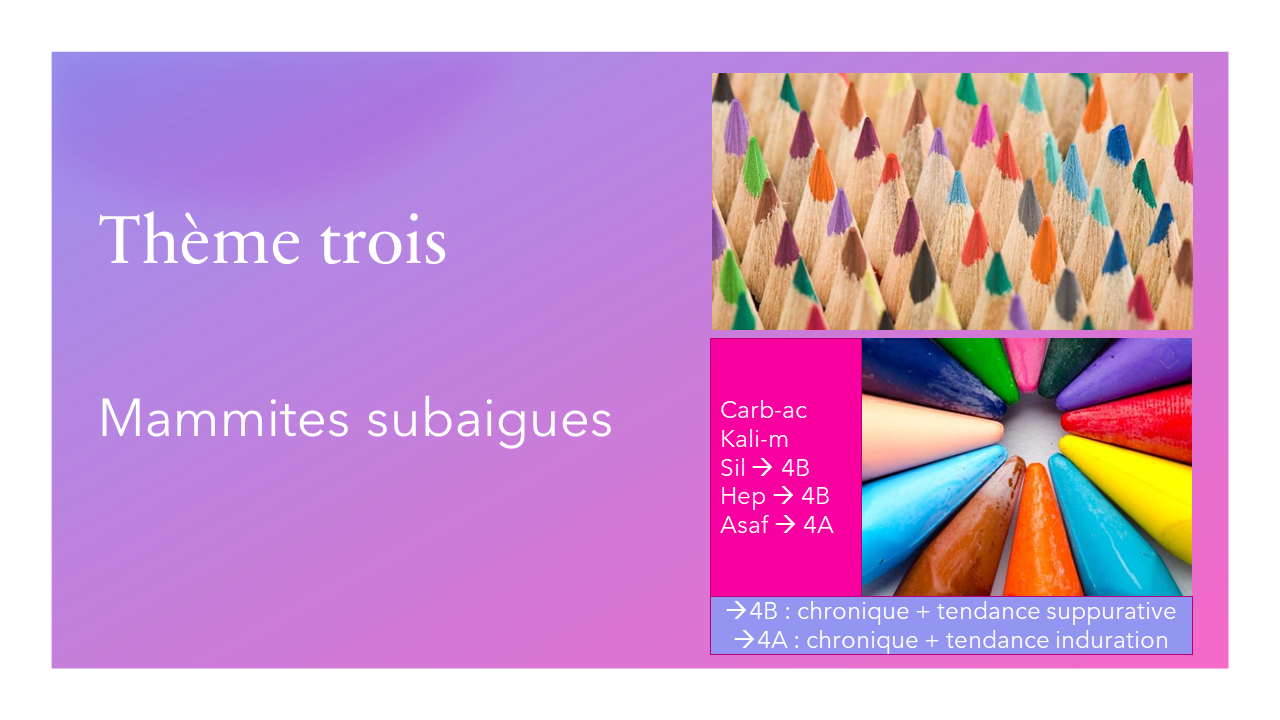 Thème trois
Mammites subaigues
Carb-ac
Kali-m
Sil → 4B
Hep → 4B
Asaf → 4A
→4B : chronique + tendance suppurative
→4A : chronique + tendance induration